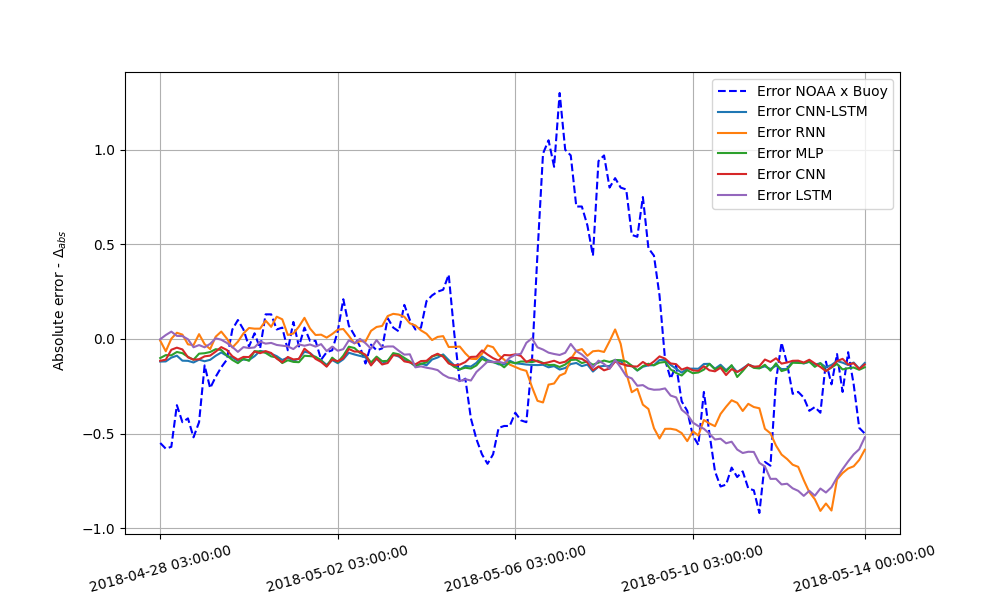 Error NOAA x Buoy
Error CNN-LSTM
Error RNN
Error MLP
Error CNN
Error LSTM
1.0
0.5
0.0
−0.5
−1.0
Absolute error - Δabs
2018-04-28 03:00:00
2018-05-02 03:00:00
2018-05-06 03:00:00
2018-05-10 03:00:00
2018-05-14 00:00:00